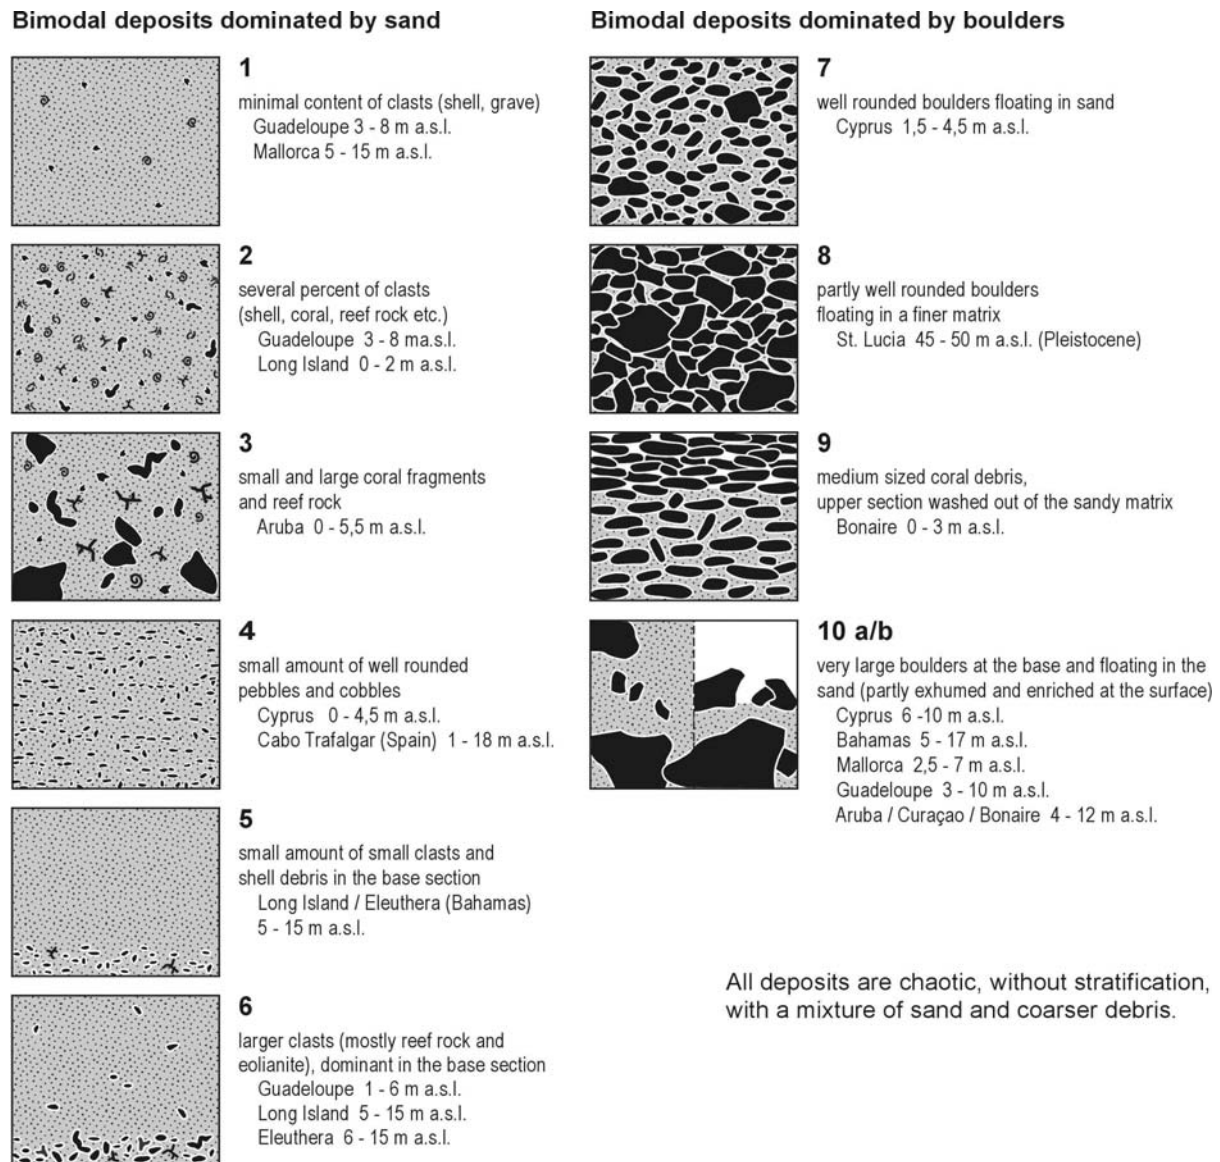 Bimodal deposits dominated by sand
1
minimal content of clasts (shell, grave)
Guadeloupe 3 - 8 m a.s.l.
Mallorca 5 - 15 m a.s.l.
2
several percent of clasts
(shell, coral, reef rock etc.)
Guadeloupe 3 - 8 ma.s.l.
Long Island 0 - 2 m a.s.l.
3
small and large coral fragments
and reef rock
Aruba 0 - 5,5 m a.s.l.
4
small amount of well rounded
pebbles and cobbles
Cyprus 0 - 4,5 m a.s.l.
Cabo Trafalgar (Spain) 1 - 18 m a.s.l.
5
small amount of small clasts and
shell debris in the base section
Long Island / Eleuthera (Bahamas)
5 - 15 m a.s.l.
6
larger clasts (mostly reef rock and
eolianite), dominant in the base section
Guadeloupe 1 - 6 m a.s.l.
Long Island 5 - 15 m a.s.l.
Eleuthera 6 - 15 m a.s.l.
Bimodal deposits dominated by boulders
7
well rounded boulders floating in sand
Cyprus 1,5 - 4,5 m a.s.l.
8
partly well rounded boulders
floating in a finer matrix
St. Lucia 45 - 50 m a.s.l. (Pleistocene)
9
medium sized coral debris,
upper section washed out of the sandy matrix
Bonaire 0 - 3 m a.s.l.
10 a/b
very large boulders at the base and floating in the
sand (partly exhumed and enriched at the surface)
Cyprus 6 -10 m a.s.l.
Bahamas 5 - 17 m a.s.l.
Mallorca 2,5 - 7 m a.s.l.
Guadeloupe 3 - 10 m a.s.l.
Aruba / Curaçao / Bonaire 4 - 12 m a.s.l.
All deposits are chaotic, without stratification,
with a mixture of sand and coarser debris.